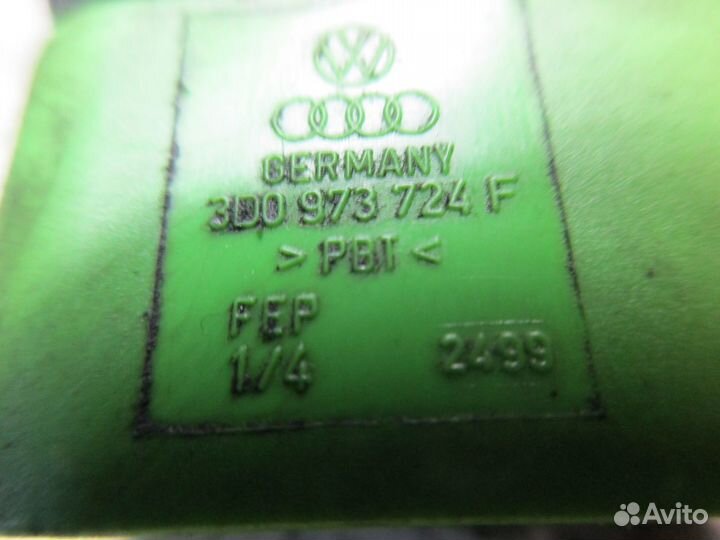 GERMANY
3D0 973 724 F
> PBT <
FEP
1/4
2499
Avito